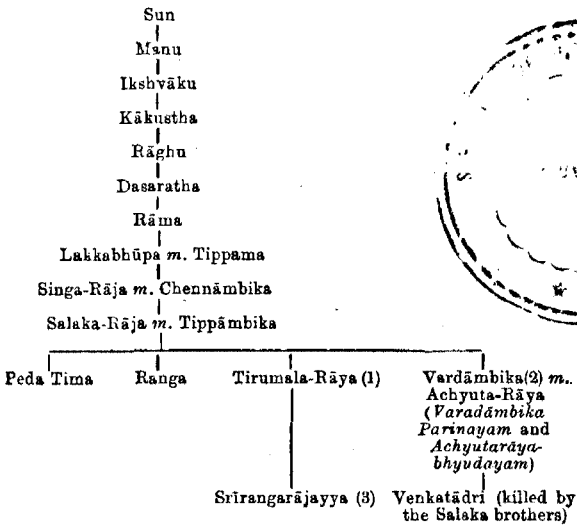 Sun
Manu
Ikshvāku
Kākustha
Rāghu
Dasaratha
Rāma
Lakkabhūpa m. Tippama
Singa-Rāja m. Chennāmbika
Salaka-Rāja m. Tippāmbika
Peda Tima Ranga Tirumala-Rāya (1) Vardāmbika(2) m.
Achyuta-Rāya
(Varadāmbika
Parinayam and
Achyutarāya-
bhyudayam)
Srīrangarājayya (3) Venkatādri (killed by
the Salaka brothers)